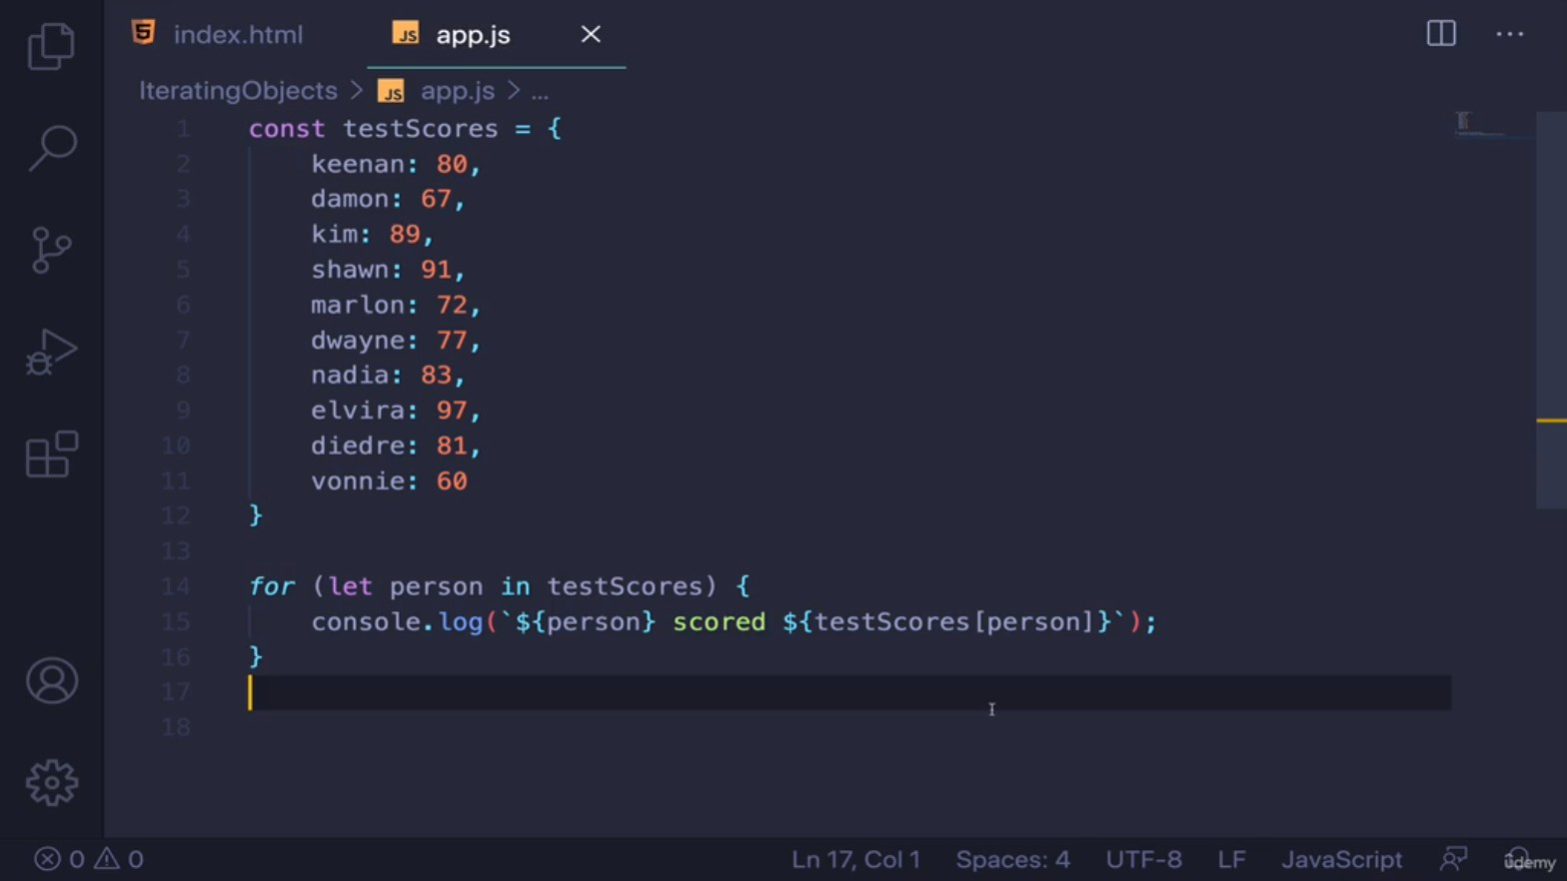 index.html
JS app.js
IteratingObjects > JS app.js > ...
1 const testScores = {
2 keenan: 80,
3 damon: 67,
4 kim: 89,
5 shawn: 91,
6 marlon: 72,
7 dwayne: 77,
8 nadia: 83,
9 elvira: 97,
10 diedre: 81,
11 vonnie: 60
12 }
13
14 for (let person in testScores) {
15 console.log(`${person} scored ${testScores[person]}`);
16 }
17
18
0 0 Ln 17, Col 1 Spaces: 4 UTF-8 LF JavaScript
udemy